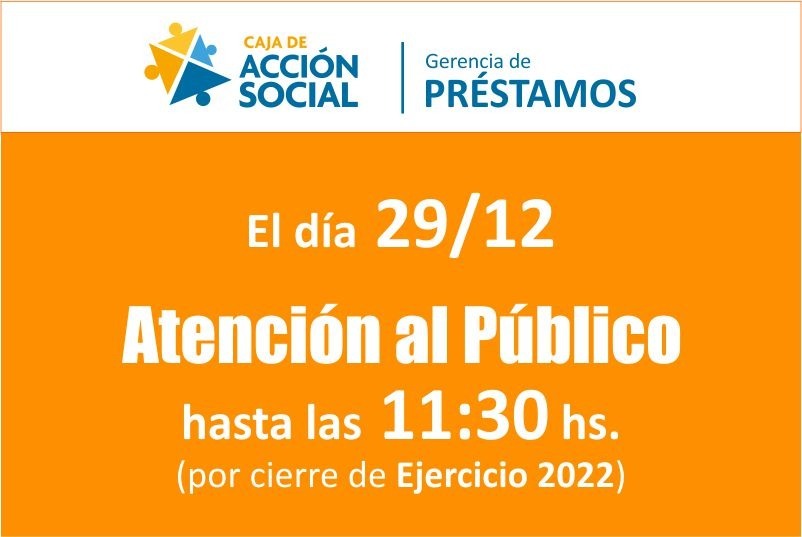 CAJA DE
ACCIÓN
SOCIAL
Gerencia de
PRÉSTAMOS
El día 29/12
Atención al Público
hasta las 11:30 hs.
(por cierre de Ejercicio 2022)